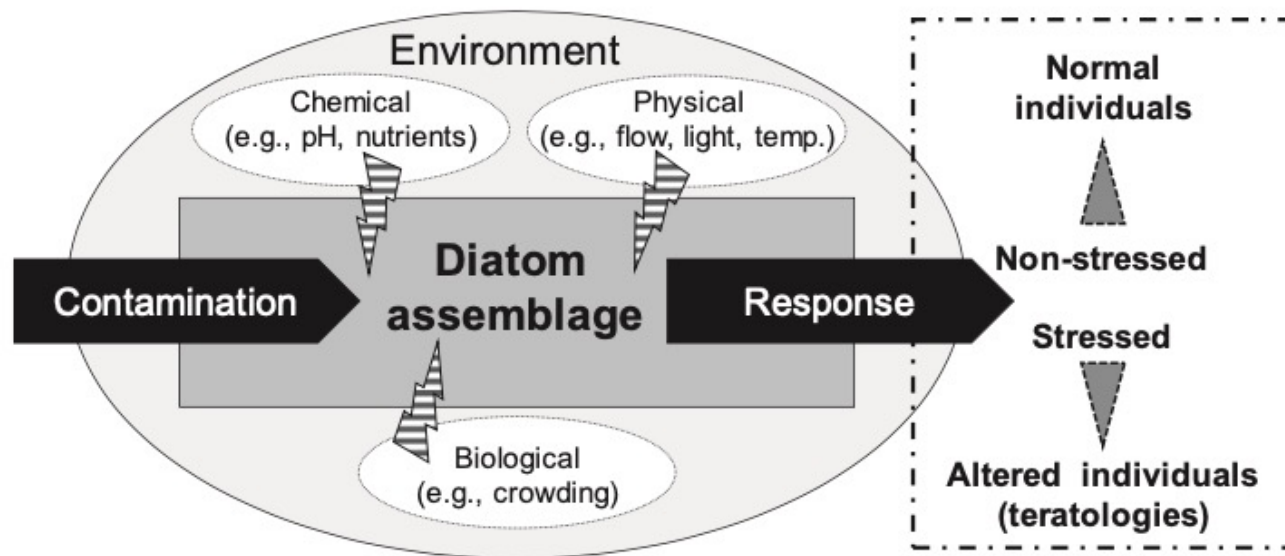 Environment
Chemical
(e.g., pH, nutrients)
Physical
(e.g., flow, light, temp.)
Contamination
Diatom
assemblage
Response
Biological
(e.g., crowding)
Normal
individuals
Non-stressed
Stressed
Altered individuals
(teratologies)